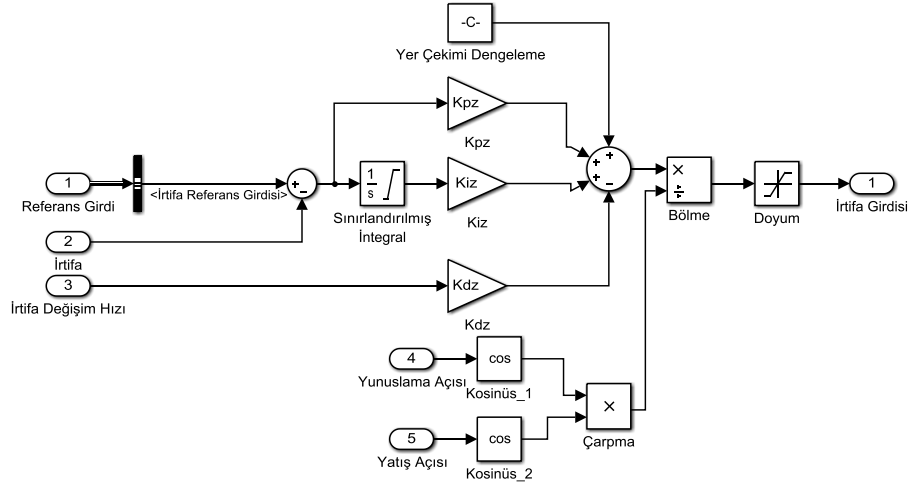 -C-
Yer Çekimi Dengeleme
Kpz
Kpz
1
Referans Girdi
<İrtifa Referans Girdisi>
+
−
1
s
Sınırlandırılmış
İntegral
Kiz
Kiz
+
+
+
−
×
÷
Bölme
Doyum
1
İrtifa Girdisi
2
İrtifa
3
İrtifa Değişim Hızı
Kdz
Kdz
4
Yunuslama Açısı
cos
Kosinüs_1
×
Çarpma
5
Yatış Açısı
cos
Kosinüs_2